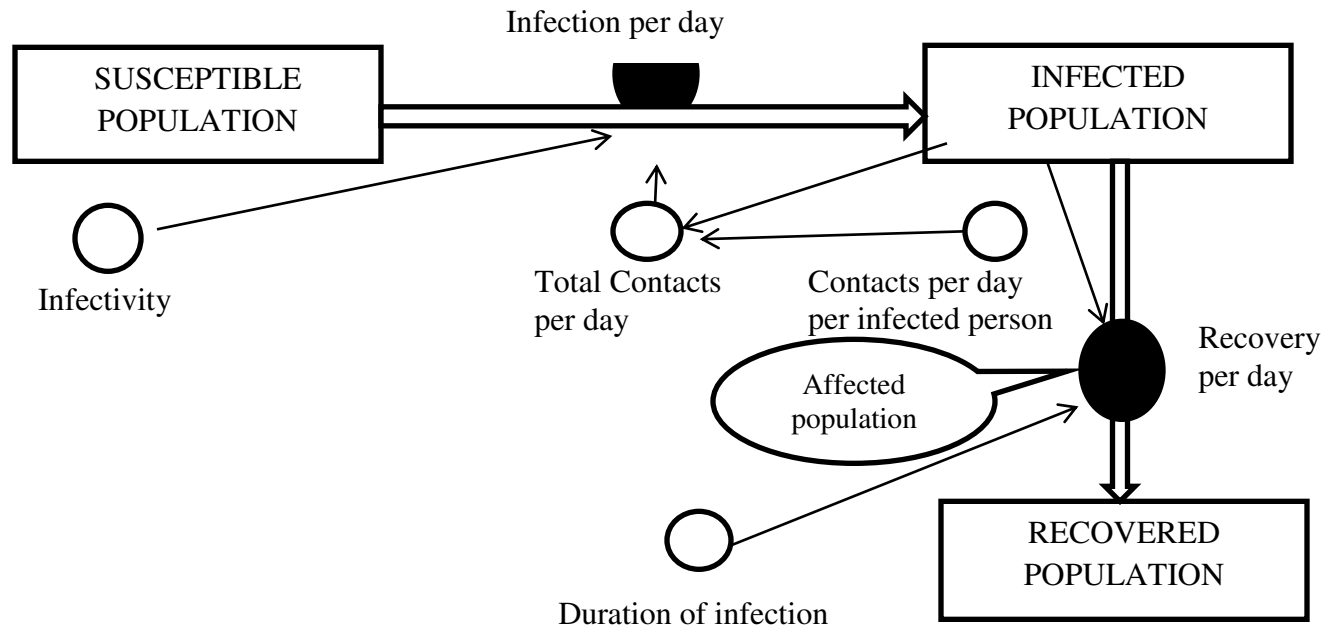 Infection per day
SUSCEPTIBLE
POPULATION
INFECTED
POPULATION
Infectivity
Total Contacts
per day
Contacts per day
per infected person
Recovery
per day
Affected
population
RECOVERED
POPULATION
Duration of infection